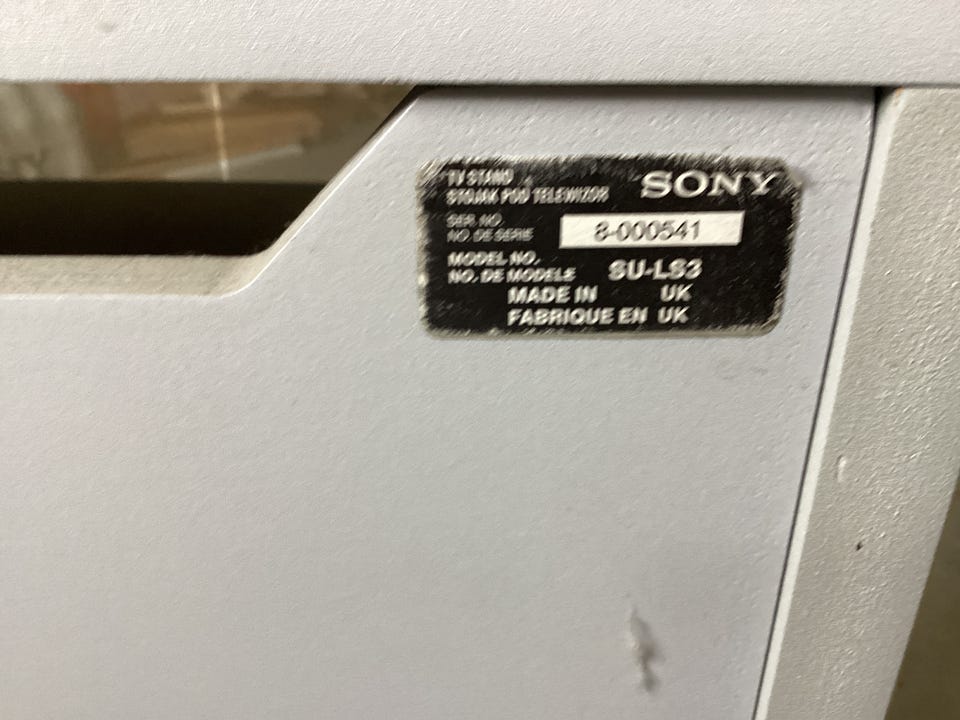 TV STAND
STOJAK POD TELEWIZOR
SONY
SER. NO.
NO. DE SERIE
8-000541
MODEL NO.
NO. DE MODELE SU-LS3
MADE IN UK
FABRIQUE EN UK